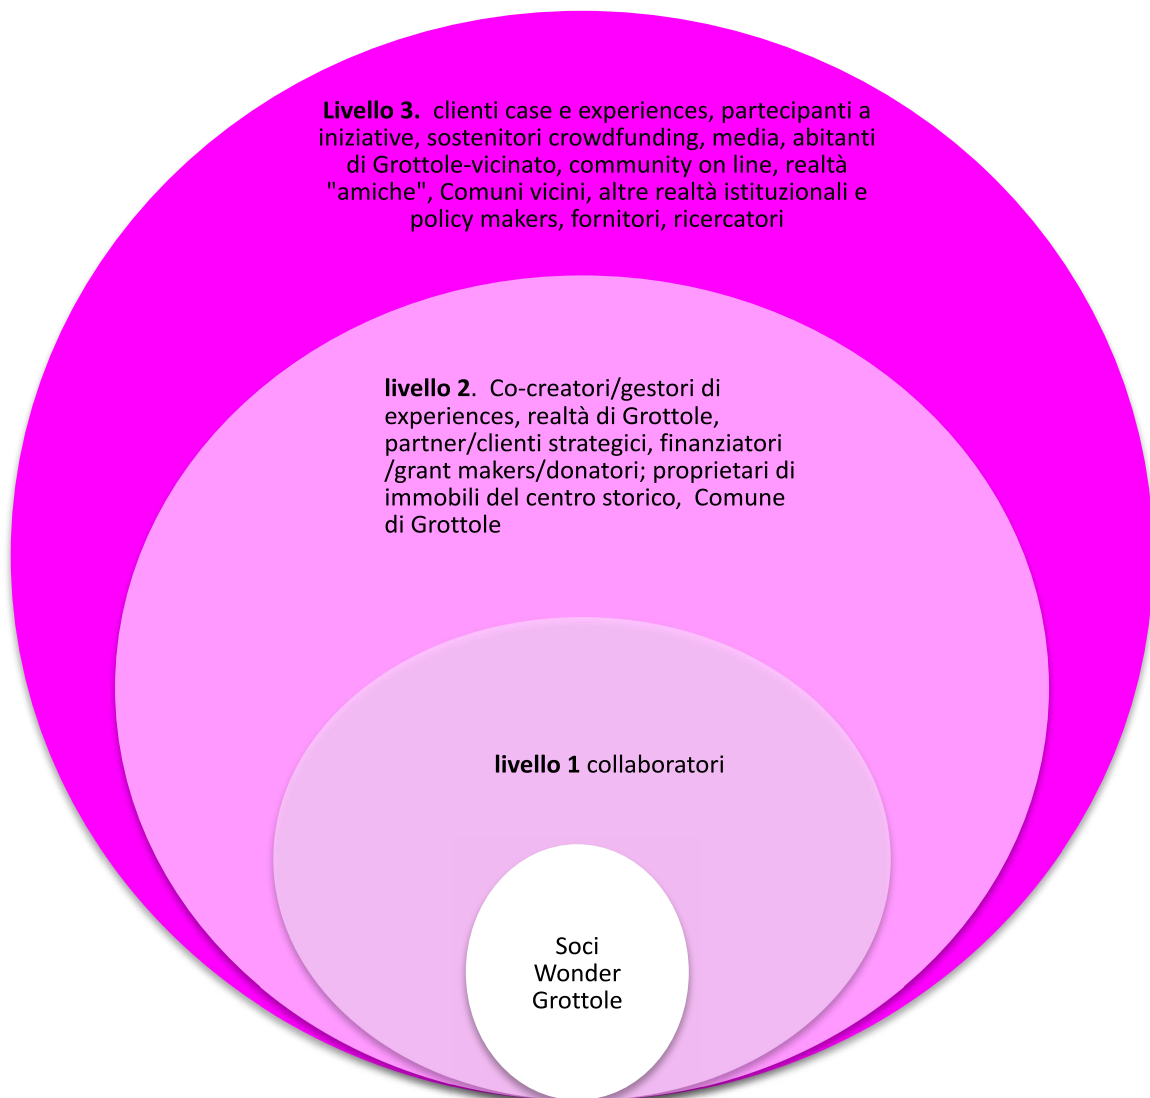 Livello 3.  clienti case e experiences, partecipanti a
iniziative, sostenitori crowdfunding, media, abitanti
di Grottole-vicinato, community on line, realtà
"amiche", Comuni vicini, altre realtà istituzionali e
policy makers, fornitori, ricercatori
livello 2.  Co-creatori/gestori di
experiences, realtà di Grottole,
partner/clienti strategici, finanziatori
/grant makers/donatori; proprietari di
immobili del centro storico,  Comune
di Grottole
livello 1 collaboratori
Soci
Wonder
Grottole